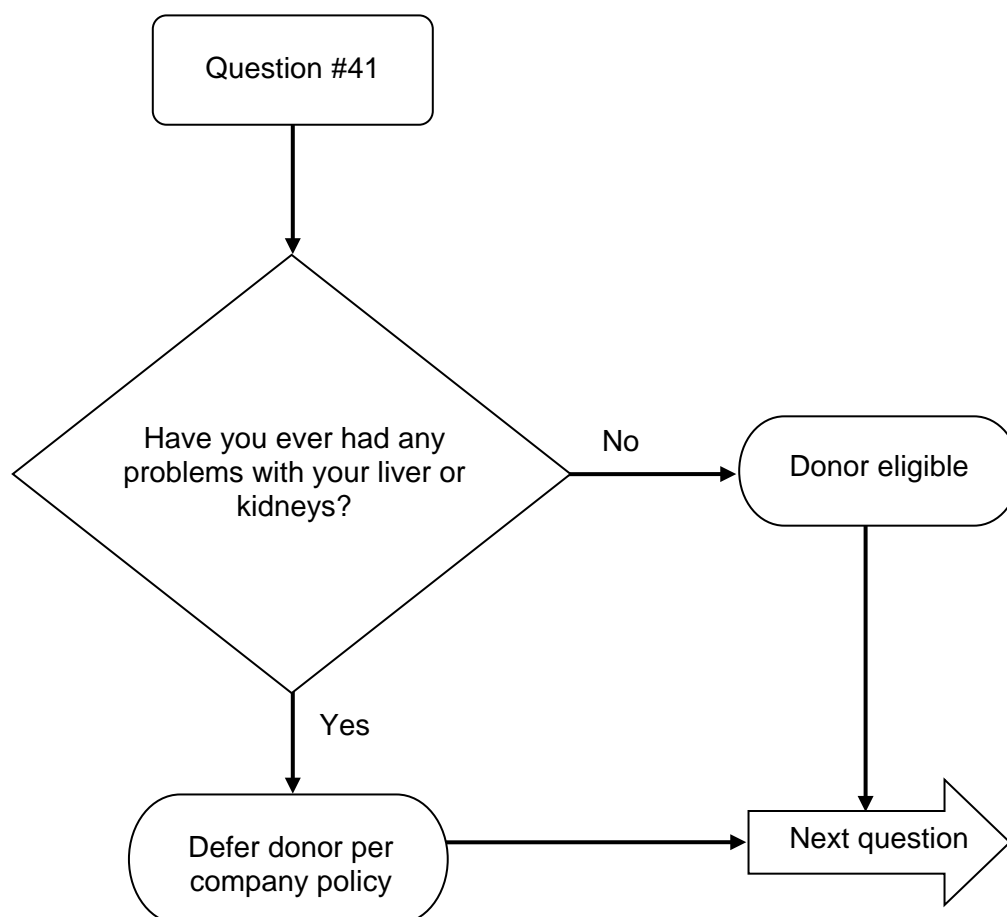 Question #41
Have you ever had any
problems with your liver or
kidneys?
No
Donor eligible
Yes
Defer donor per
company policy
Next question